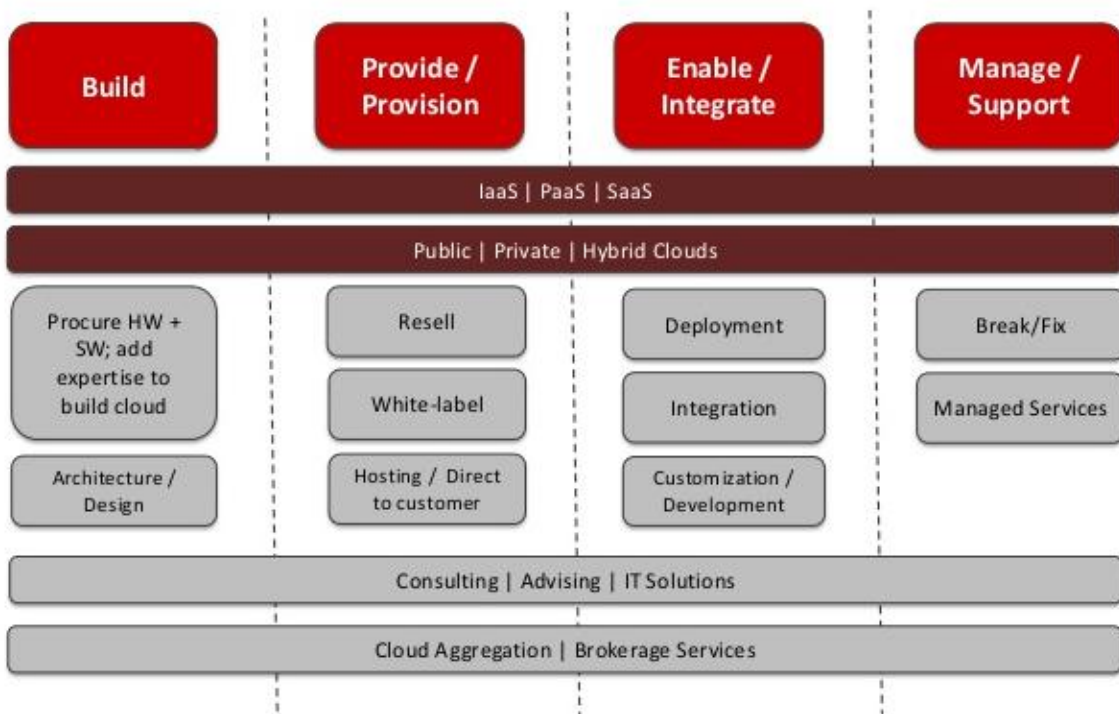 Build
Provide /
Provision
Enable /
Integrate
Manage /
Support
IaaS | PaaS | SaaS
Public | Private | Hybrid Clouds
Procure HW +
SW; add
expertise to
build cloud
Architecture /
Design
Resell
White-label
Hosting / Direct
to customer
Deployment
Integration
Customization /
Development
Break/Fix
Managed Services
Consulting | Advising | IT Solutions
Cloud Aggregation | Brokerage Services